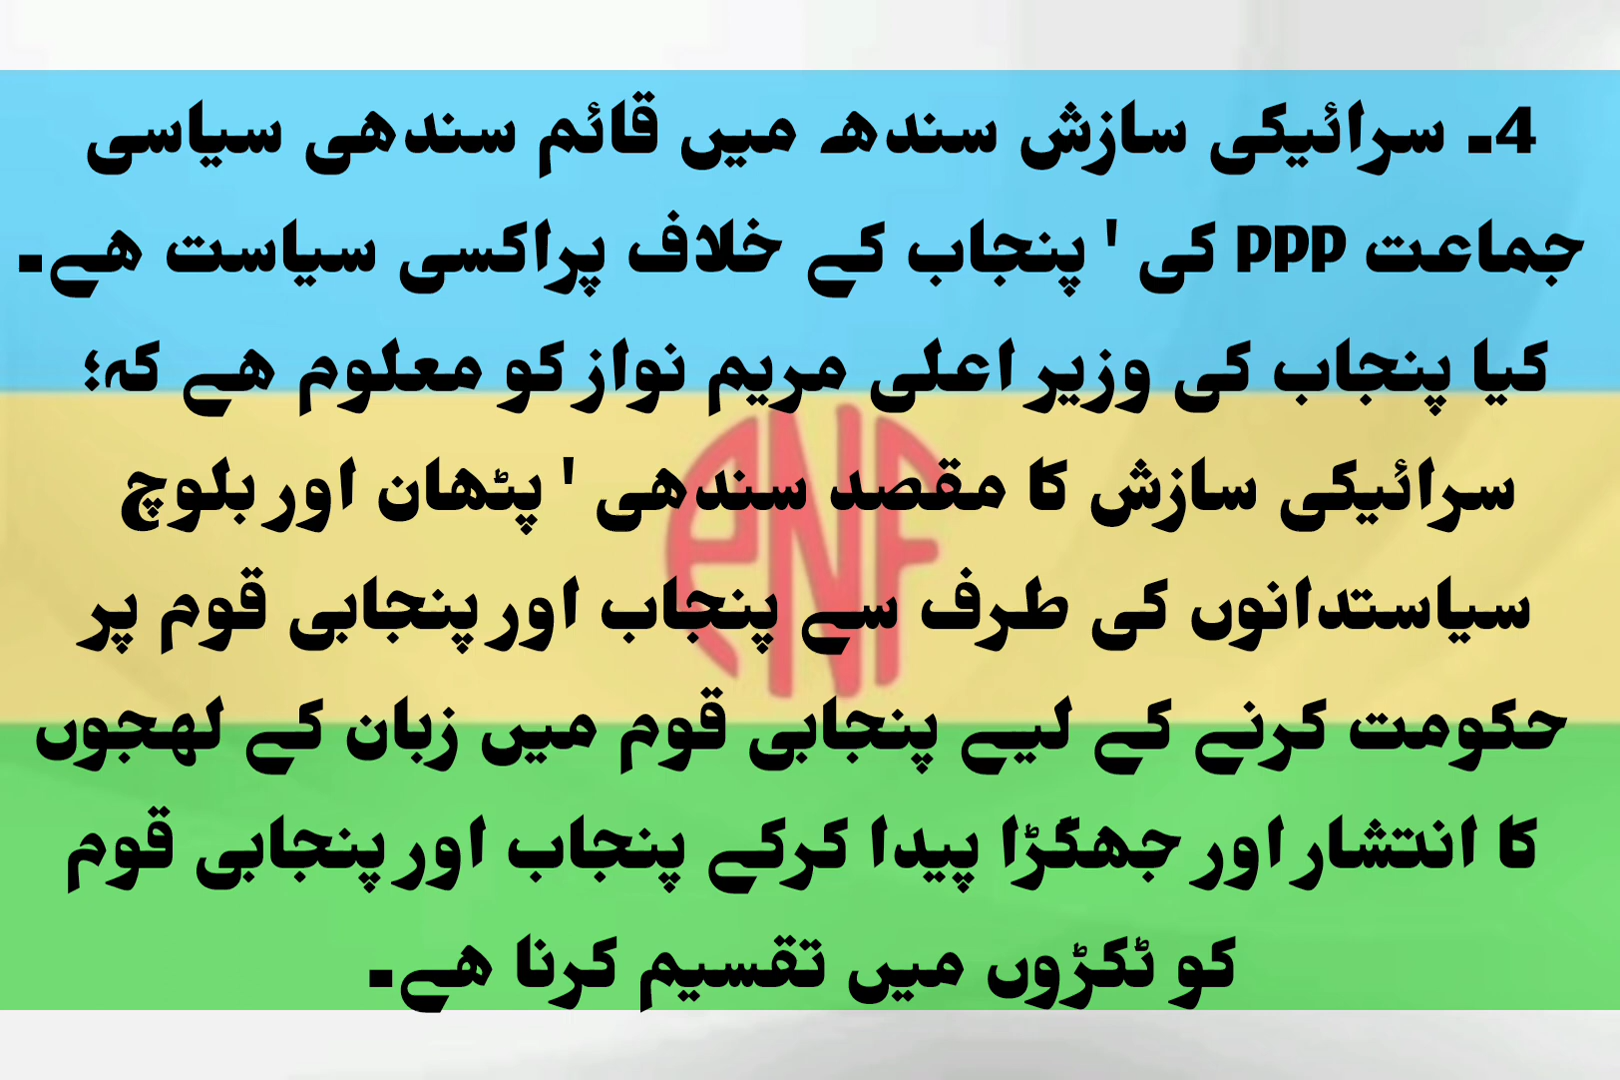 4۔ سرائیکی سازش سندھ میں قائم سندھی سیاسی
جماعت PPP کی ' پنجاب کے خلاف پراکسی سیاست ھے۔
کیا پنجاب کی وزیر اعلی مریم نواز کو معلوم ھے کہ؛
سرائیکی سازش کا مقصد سندھی ' پٹھان اور بلوچ
سیاستدانوں کی طرف سے پنجاب اور پنجابی قوم پر
حکومت کرنے کے لیے پنجابی قوم میں زبان کے لھجوں
کا انتشار اور جھگڑا پیدا کرکے پنجاب اور پنجابی قوم
کو ٹکڑوں میں تقسیم کرنا ھے۔
PNF